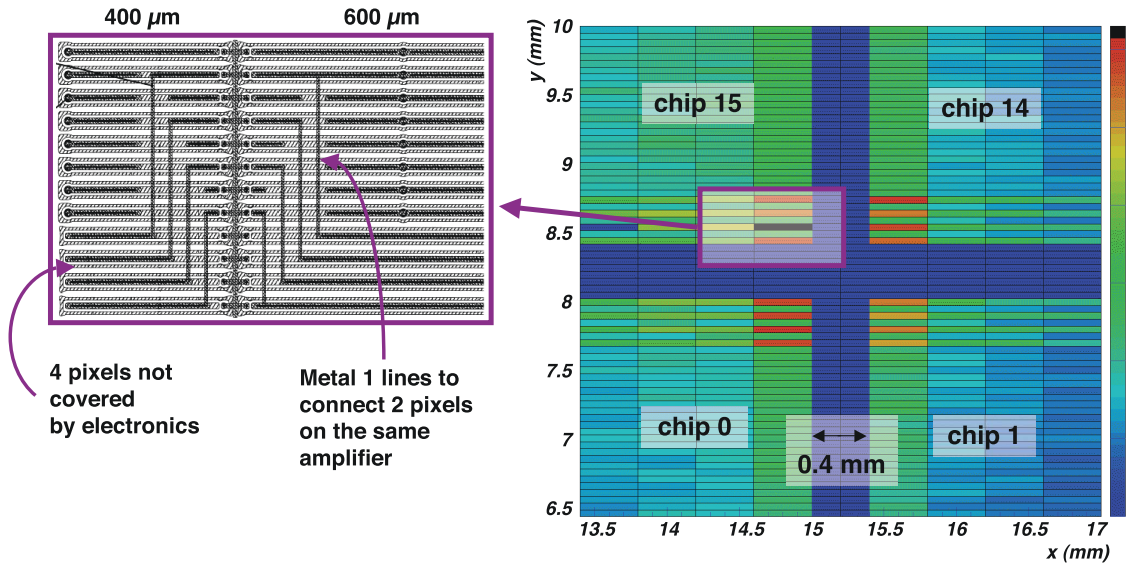 400 µm
600 µm
4 pixels not
covered
by electronics
Metal 1 lines to
connect 2 pixels
on the same
amplifier
y (mm)
10
9.5
9
8.5
8
7.5
7
6.5
chip 15
chip 14
chip 0
chip 1
0.4 mm
13.5
14
14.5
15
15.5
16
16.5
17
x (mm)